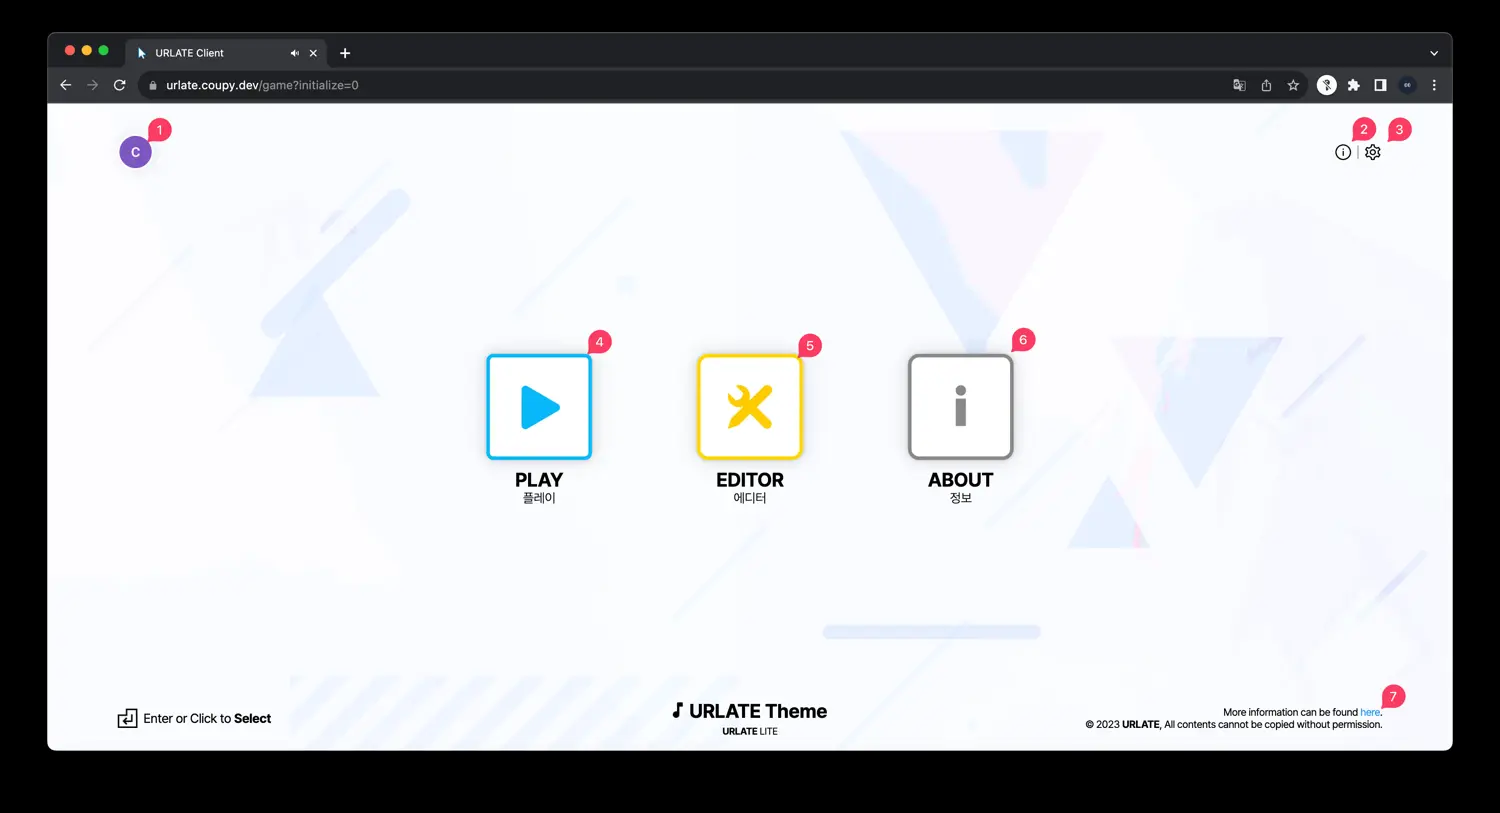 URLATE Client
urlate.coupy.dev/game?initialize=0
1
C
2
3
4
5
6
PLAY
플레이
EDITOR
에디터
ABOUT
정보
7
Enter or Click to Select
URLATE Theme
URLATE LITE
More information can be found here.
© 2023 URLATE, All contents cannot be copied without permission.